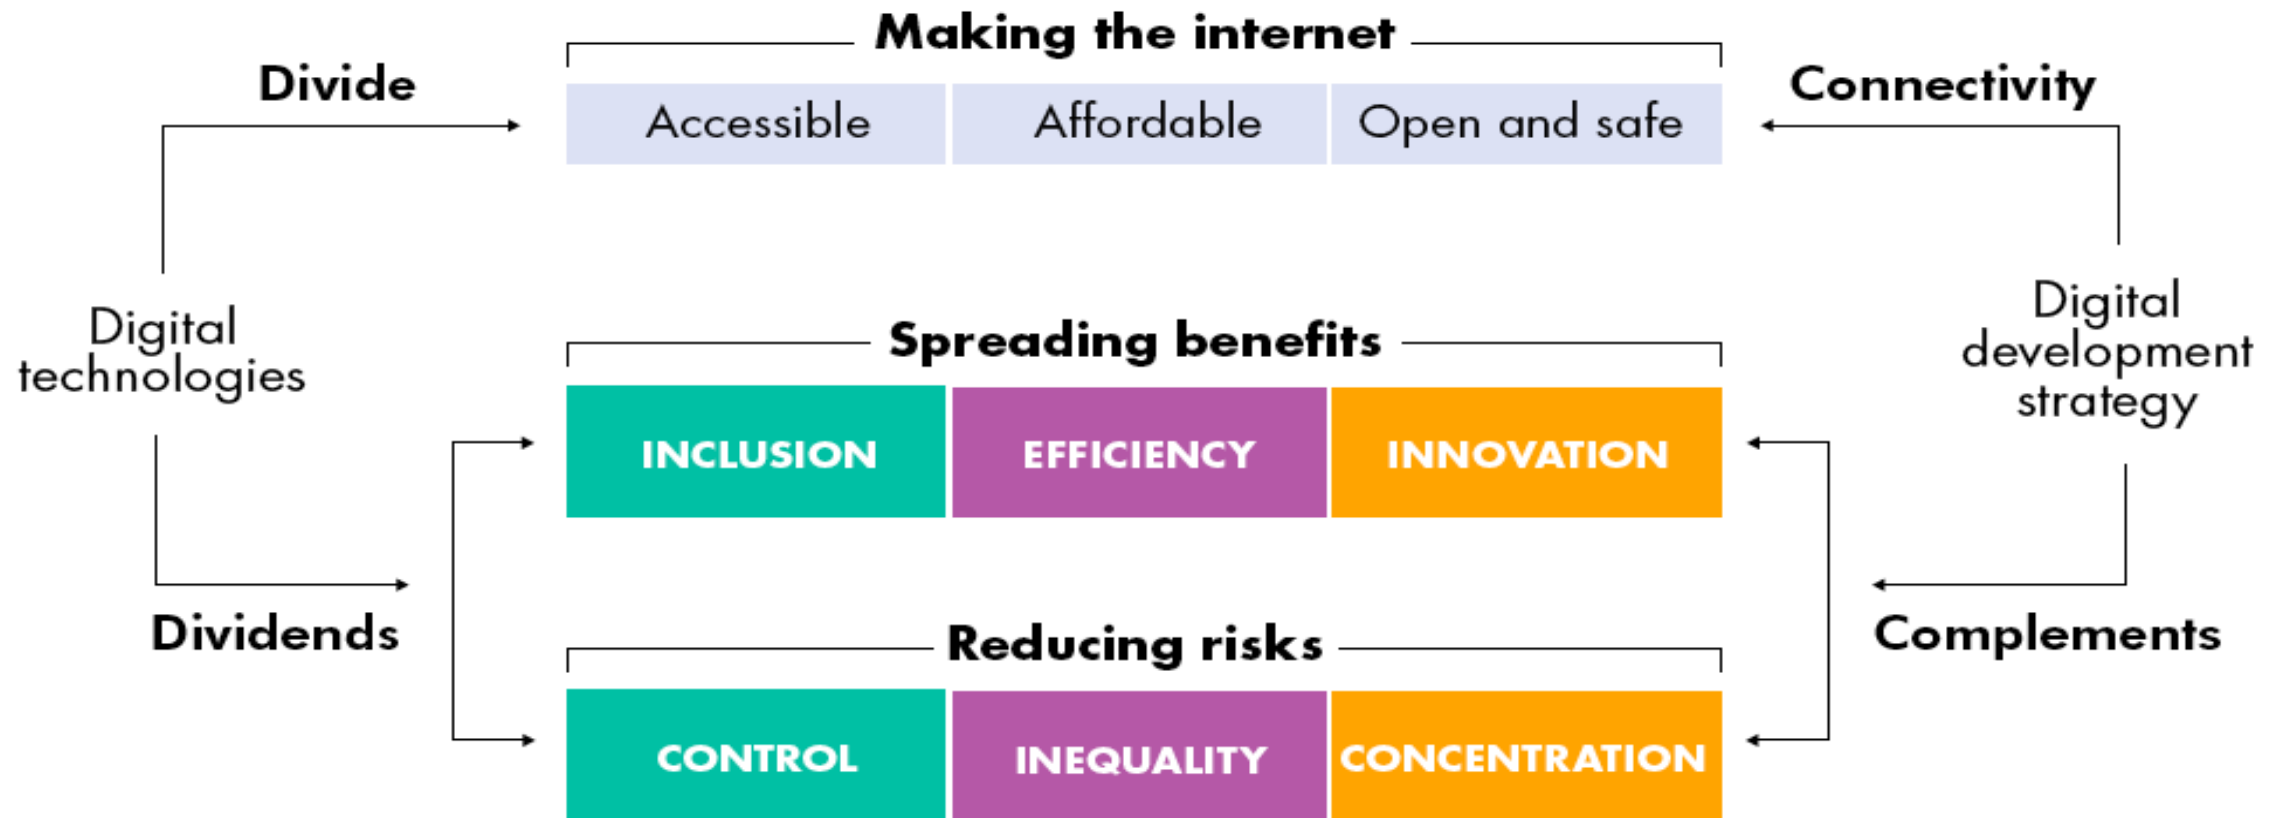 Making the internet
Divide
Connectivity
Accessible
Affordable
Open and safe
Digital
technologies
Digital
development
strategy
Spreading benefits
INCLUSION
EFFICIENCY
INNOVATION
Dividends
Complements
Reducing risks
CONTROL
INEQUALITY
CONCENTRATION